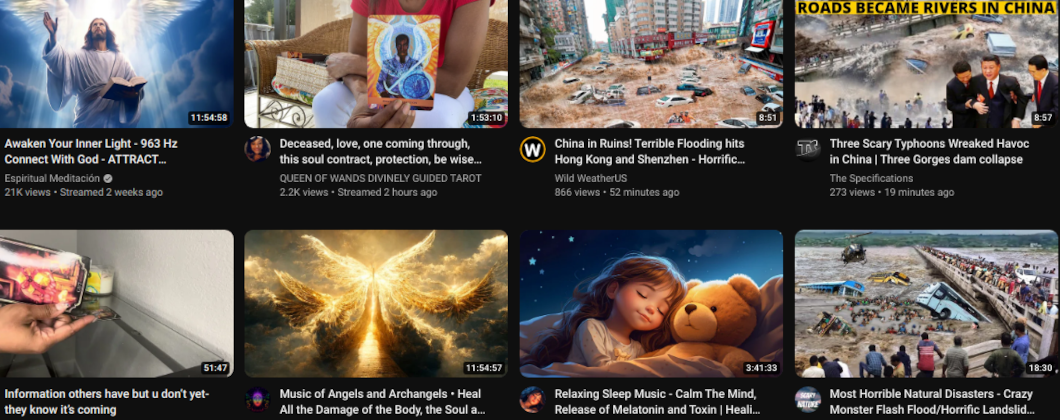 ROADS BECAME RIVERS IN CHINA
11:54:58
1:53:10
8:51
8:57
Awaken Your Inner Light - 963 Hz
Connect With God - ATTRACT...
Espiritual Meditación
21K views • Streamed 2 weeks ago
Deceased, love, one coming through,
this soul contract, protection, be wise...
QUEEN OF WANDS DIVINELY GUIDED TAROT
2.2K views • Streamed 2 hours ago
W
China in Ruins! Terrible Flooding hits
Hong Kong and Shenzhen - Horrific...
Wild WeatherUS
866 views • 52 minutes ago
Three Scary Typhoons Wreaked Havoc
in China | Three Gorges dam collapse
The Specifications
273 views • 19 minutes ago
51:47
11:54:57
3:41:33
18:30
Information others have but u don't yet-
they know it's coming
Music of Angels and Archangels • Heal
All the Damage of the Body, the Soul a...
Relaxing Sleep Music - Calm The Mind,
Release of Melatonin and Toxin | Heali...
SCARY
NATURE
Most Horrible Natural Disasters - Crazy
Monster Flash Flood/Horrific Landslid...